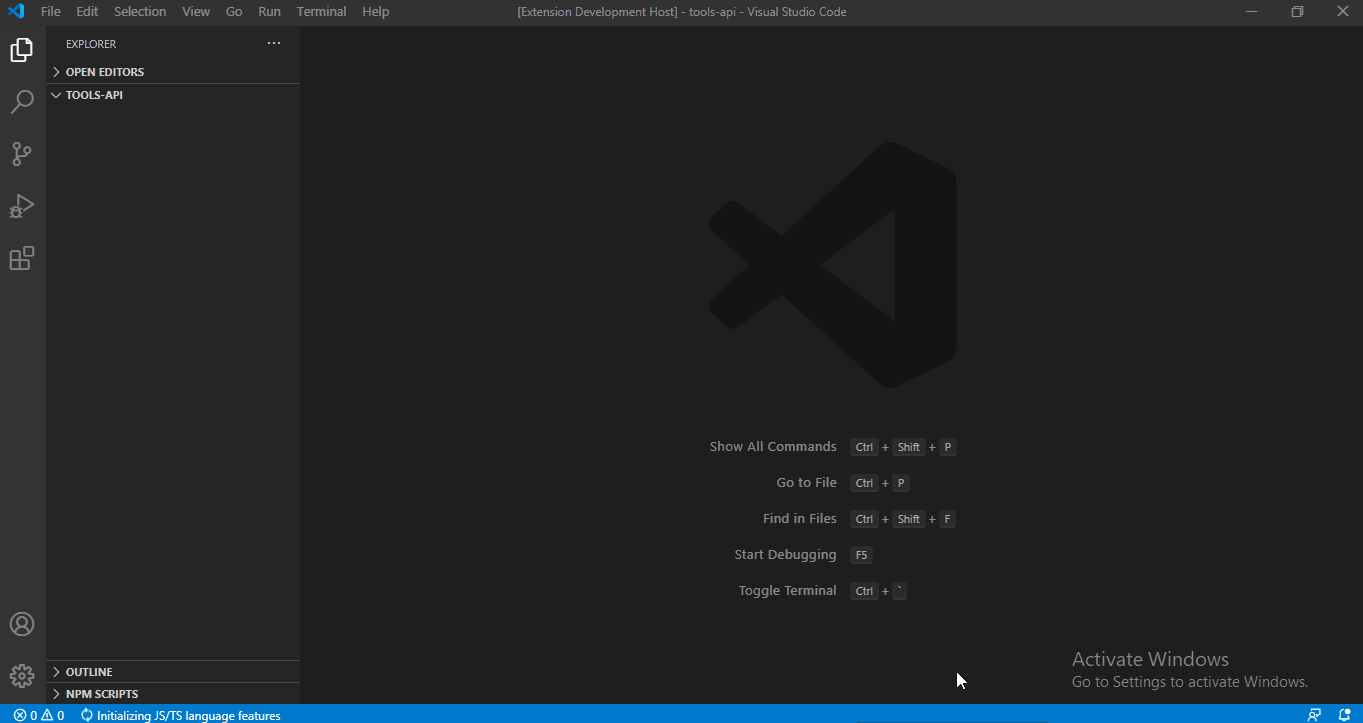 File Edit Selection View Go Run Terminal Help [Extension Development Host] - tools-api - Visual Studio Code
EXPLORER
OPEN EDITORS
TOOLS-API
Show All Commands Ctrl + Shift + P
Go to File Ctrl + P
Find in Files Ctrl + Shift + F
Start Debugging F5
Toggle Terminal Ctrl + `
Activate Windows
Go to Settings to activate Windows.
OUTLINE
NPM SCRIPTS
0 0 Initializing JS/TS language features